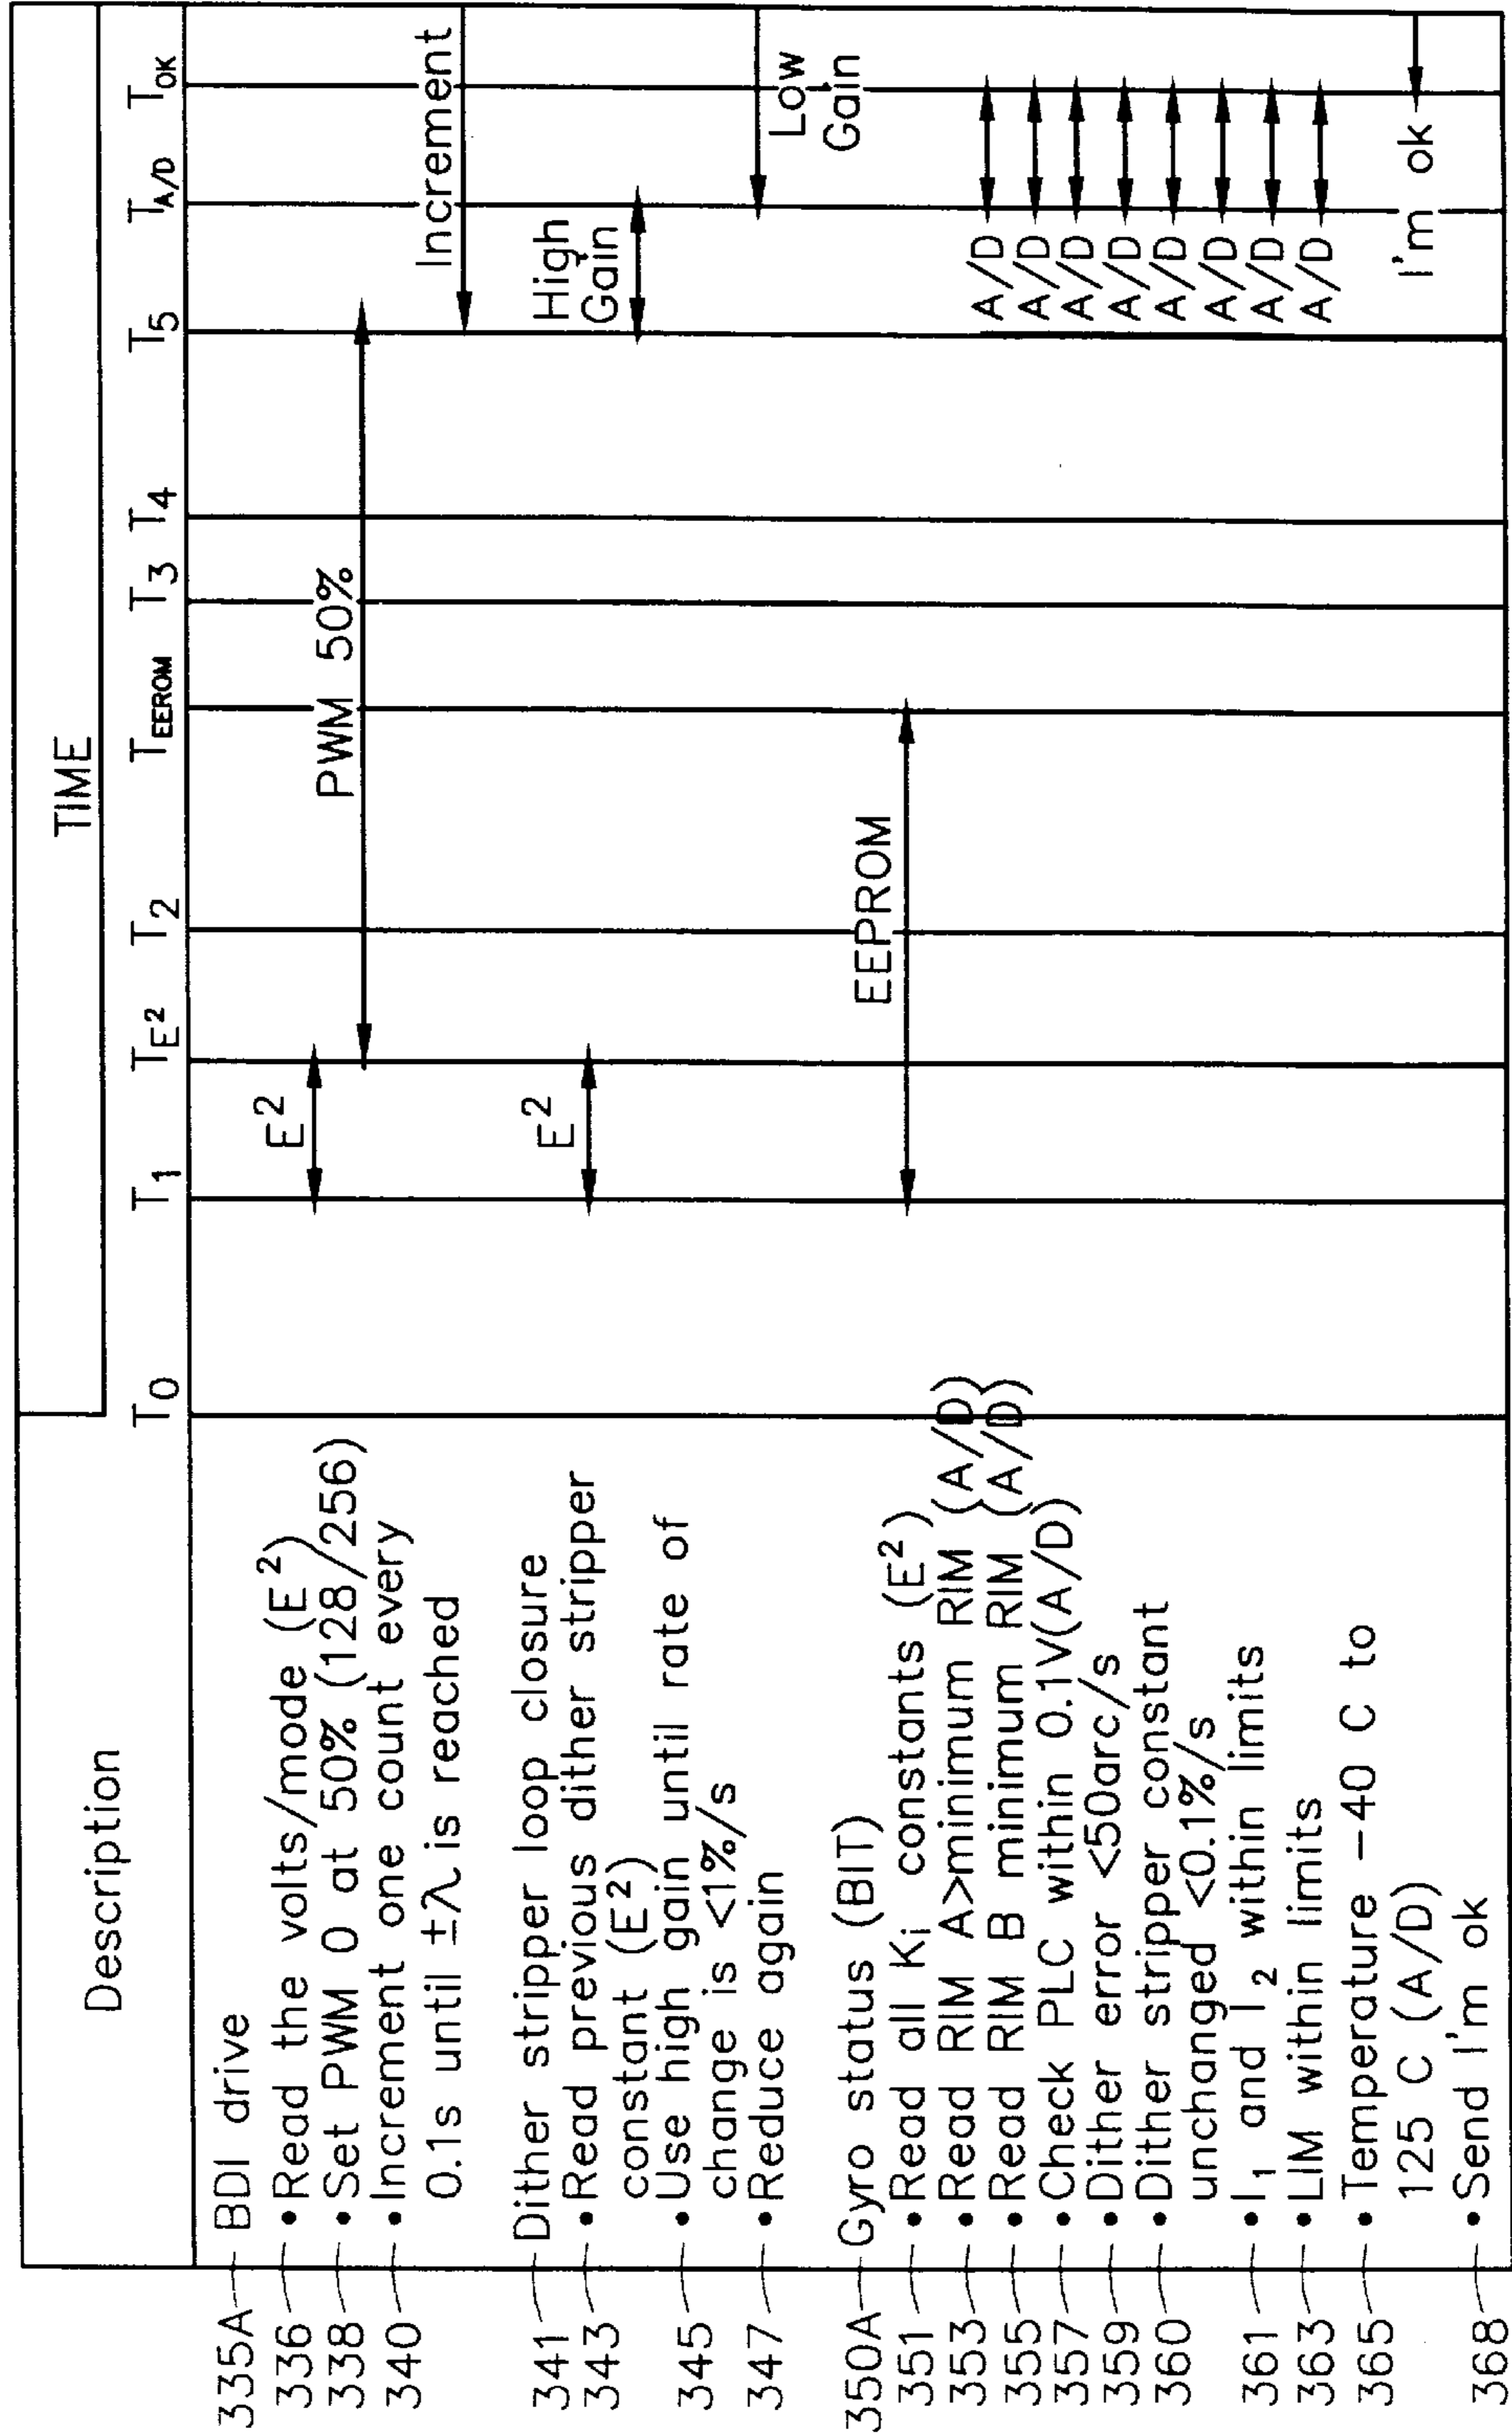 Description
TIME
T0 T1 TE2 T2 TEEROM T3 T4 T5 TA/D TOK
335A BDI drive
336 •Read the volts/mode (E2)
E2
338 •Set PWM 0 at 50% (128/256)
PWM 50%
340 •Increment one count every
0.1s until ±λ is reached
Increment
341 Dither stripper loop closure
343 •Read previous dither stripper
constant (E2)
E2
345 •Use high gain until rate of
change is <1%/s
High
Gain
347 •Reduce again
Low
Gain
350A Gyro status (BIT)
351 •Read all Ki constants (E2)
EEPROM
353 •Read RIM A>minimum RIM (A/D)
A/D
355 •Read RIM B minimum RIM (A/D)
A/D
357 •Check PLC within 0.1V(A/D)
A/D
359 •Dither error <50arc/s
A/D
360 •Dither stripper constant
unchanged <0.1%/s
A/D
361 •I1 and I2 within limits
A/D
363 •LIM within limits
A/D
365 •Temperature -40 C to
125 C (A/D)
A/D
368 •Send I'm ok
I'm ok